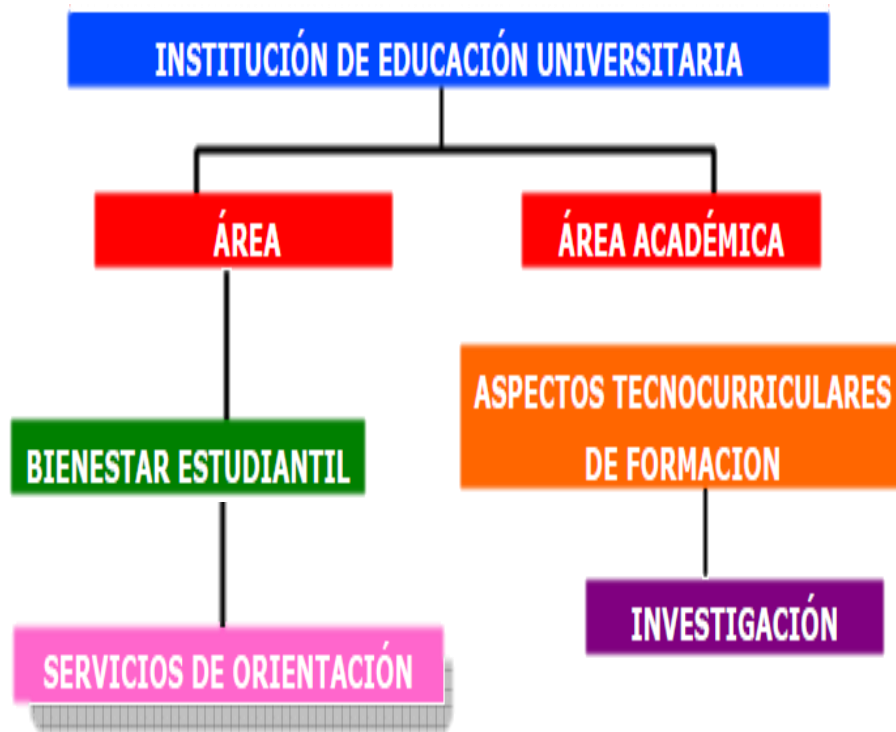 INSTITUCIÓN DE EDUCACIÓN UNIVERSITARIA
ÁREA
ÁREA ACADÉMICA
ASPECTOS TECNOCURRICULARES
DE FORMACION
BIENESTAR ESTUDIANTIL
INVESTIGACIÓN
SERVICIOS DE ORIENTACIÓN